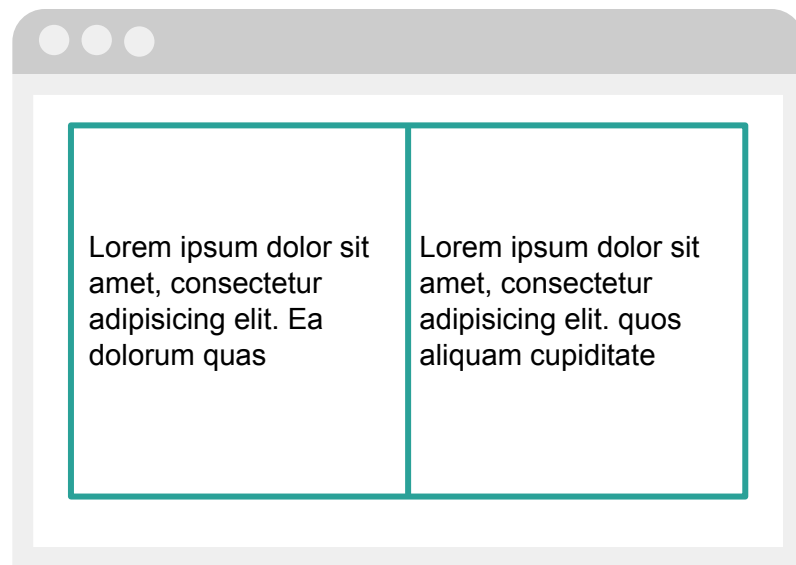 Lorem ipsum dolor sit
amet, consectetur
adipisicing elit. Ea
dolorum quas
Lorem ipsum dolor sit
amet, consectetur
adipisicing elit. quos
aliquam cupiditate